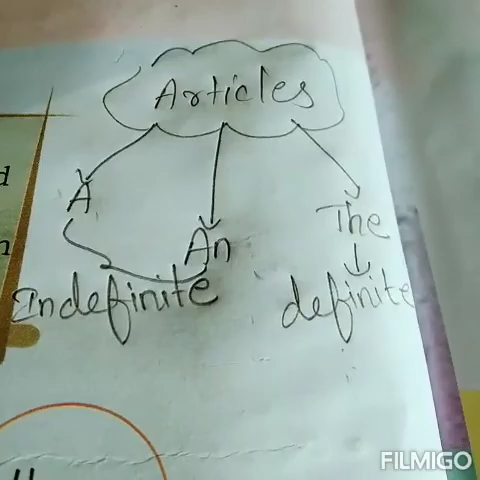 Articles
A
An
The
Indefinite
definite
FILMIGO